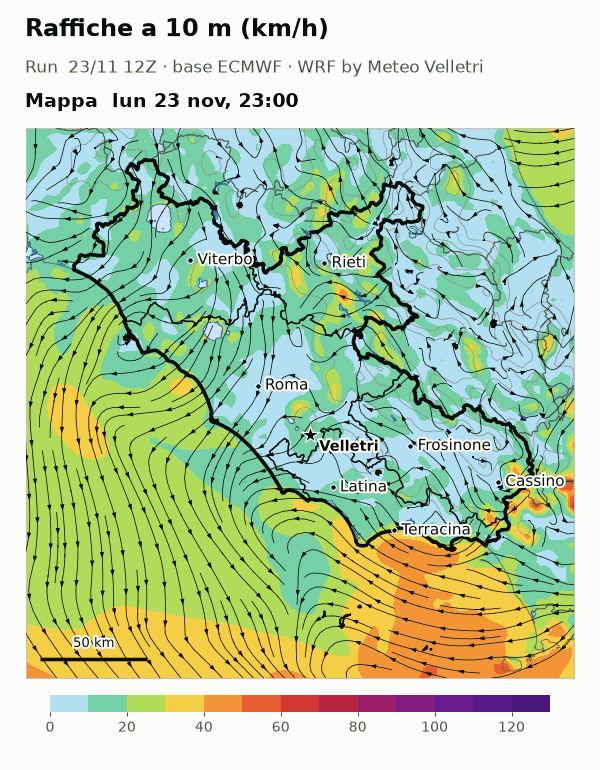 Raffiche a 10 m (km/h)
Run  23/11 12Z · base ECMWF · WRF by Meteo Velletri
Mappa  lun 23 nov, 23:00
Viterbo
Rieti
Roma
Velletri
Frosinone
Latina
Cassino
Terracina
50 km
0 20 40 60 80 100 120